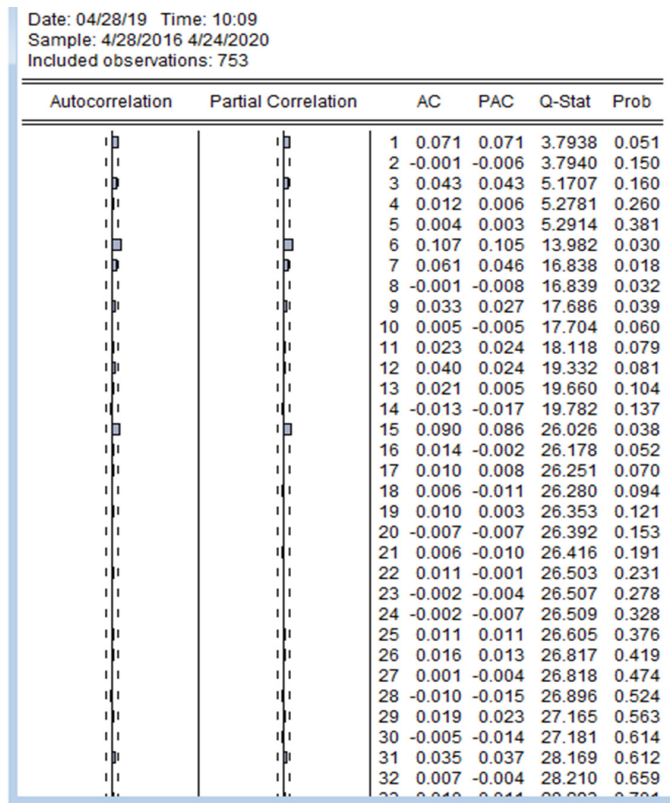 Date: 04/28/19 Time: 10:09
Sample: 4/28/2016 4/24/2020
Included observations: 753
Autocorrelation Partial Correlation AC PAC Q-Stat Prob
1 0.071 0.071 3.7938 0.051
2 -0.001 -0.006 3.7940 0.150
3 0.043 0.043 5.1707 0.160
4 0.012 0.006 5.2781 0.260
5 0.004 0.003 5.2914 0.381
6 0.107 0.105 13.982 0.030
7 0.061 0.046 16.838 0.018
8 -0.001 -0.008 16.839 0.032
9 0.033 0.027 17.686 0.039
10 0.005 -0.005 17.704 0.060
11 0.023 0.024 18.118 0.079
12 0.040 0.024 19.332 0.081
13 0.021 0.005 19.660 0.104
14 -0.013 -0.017 19.782 0.137
15 0.090 0.086 26.026 0.038
16 0.014 -0.002 26.178 0.052
17 0.010 0.008 26.251 0.070
18 0.006 -0.011 26.280 0.094
19 0.010 0.003 26.353 0.121
20 -0.007 -0.007 26.392 0.153
21 0.006 -0.010 26.416 0.191
22 0.011 -0.001 26.503 0.231
23 -0.002 -0.004 26.507 0.278
24 -0.002 -0.007 26.509 0.328
25 0.011 0.011 26.605 0.376
26 0.016 0.013 26.817 0.419
27 0.001 -0.004 26.818 0.474
28 -0.010 -0.015 26.896 0.524
29 0.019 0.023 27.165 0.563
30 -0.005 -0.014 27.181 0.614
31 0.035 0.037 28.169 0.612
32 0.007 -0.004 28.210 0.659